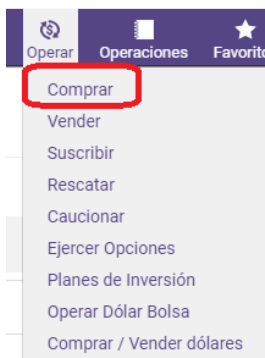 Operar Operaciones Favorito
Comprar
Vender
Suscribir
Rescatar
Caucionar
Ejercer Opciones
Planes de Inversión
Operar Dólar Bolsa
Comprar / Vender dólares